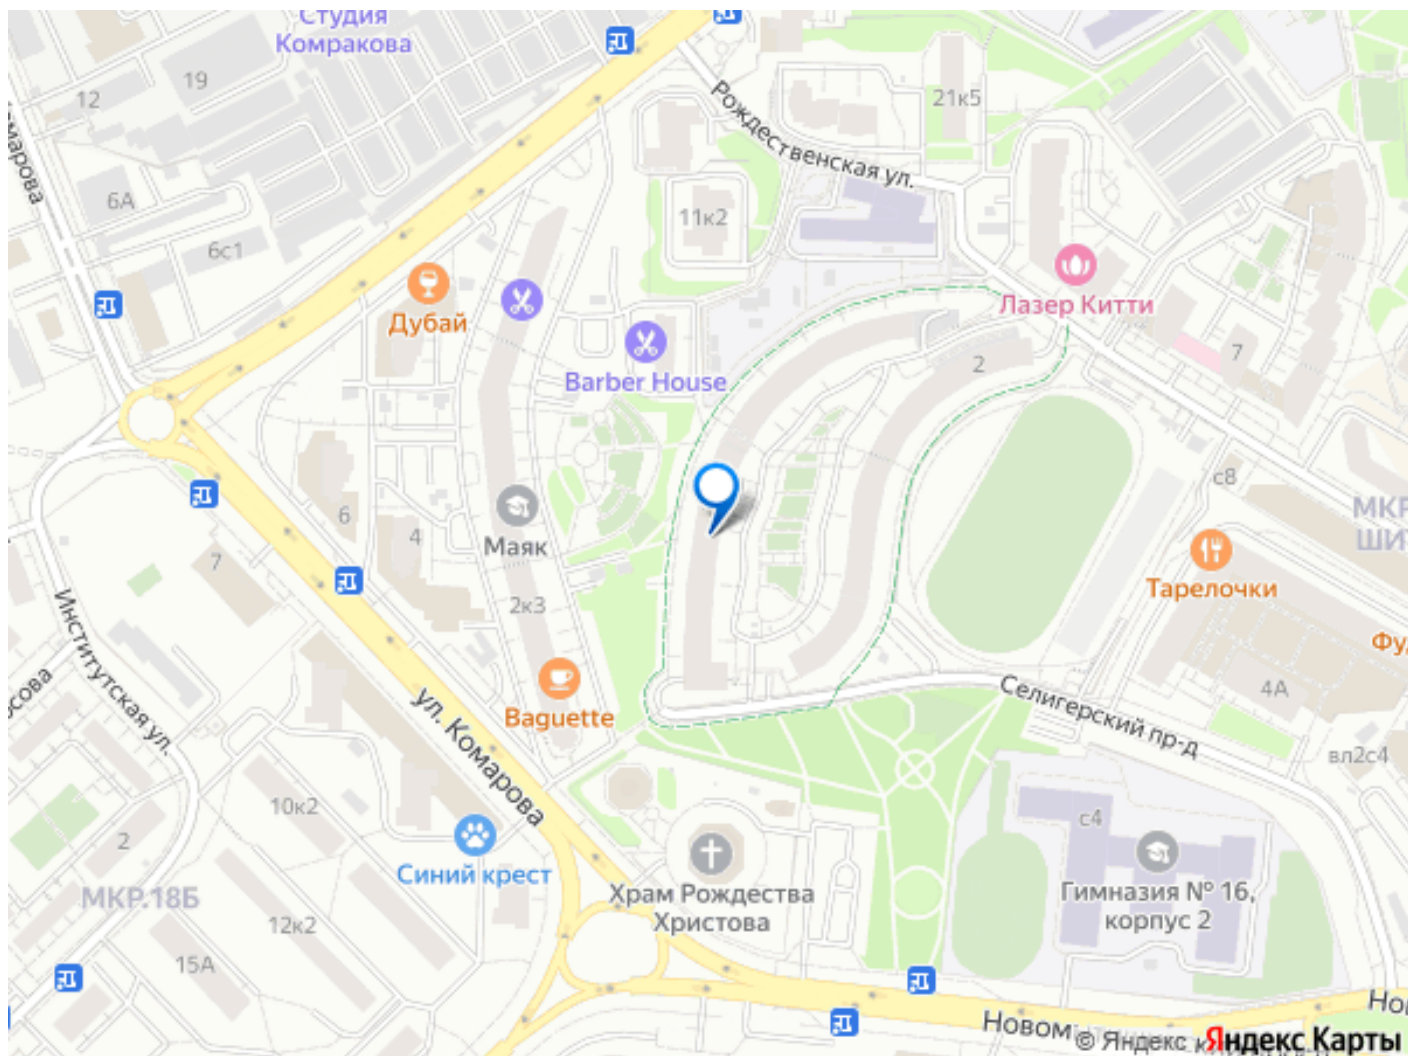 Студия
Комракова
19
12
6А
6с1
Рождественская ул.
21к5
11к2
Лазер Китти
Дубай
Barber House
2
7
с8
6
4
Маяк
7
2к3
Тарелочки
Институтская ул.
Baguette
ул. Комарова
Селигерский пр-д
4А
вл2с4
10к2
2
с4
Синий крест
МКР.18Б
Храм Рождества
Христова
Гимназия № 16,
корпус 2
12к2
15А
© Яндекс Яндекс Карты